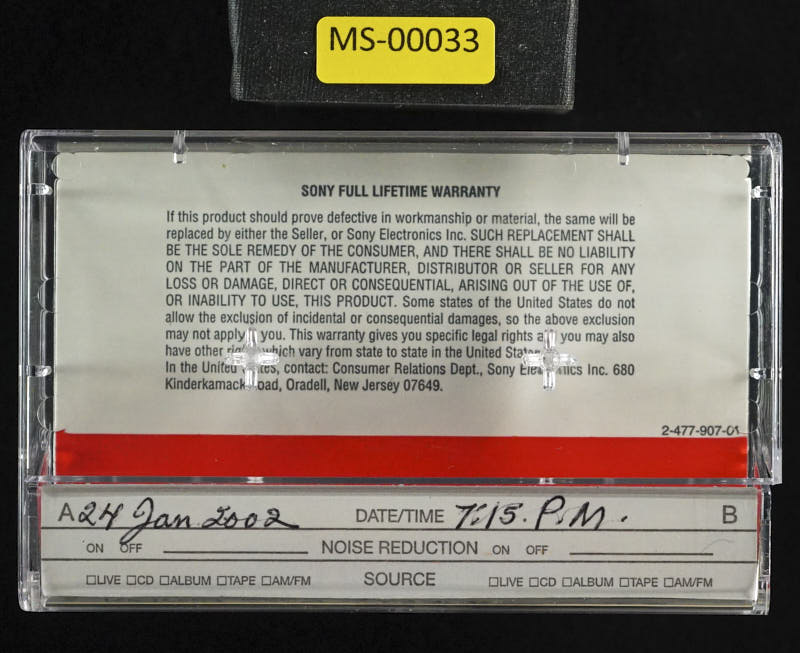 MS-00033
SONY FULL LIFETIME WARRANTY
If this product should prove defective in workmanship or material, the same will be
replaced by either the Seller, or Sony Electronics Inc. SUCH REPLACEMENT SHALL
BE THE SOLE REMEDY OF THE CONSUMER, AND THERE SHALL BE NO LIABILITY
ON THE PART OF THE MANUFACTURER, DISTRIBUTOR OR SELLER FOR ANY
LOSS OR DAMAGE, DIRECT OR CONSEQUENTIAL, ARISING OUT OF THE USE OF,
OR INABILITY TO USE, THIS PRODUCT. Some states of the United States do not
allow the exclusion of incidental or consequential damages, so the above exclusion
may not apply you. This warranty gives you specific legal rights you may also
have other which vary from state to state in the United
In the contact: Consumer Relations Dept., Sony Inc. 680
Kinderkamack Road, Oradell, New Jersey 07649.
2-477-907-01
A 24 Jan 2002 DATE/TIME 7:15. P.M. B
ON OFF NOISE REDUCTION ON OFF
□LIVE □CD □ALBUM □TAPE □AM/FM SOURCE □LIVE □CD □ALBUM □TAPE □AM/FM